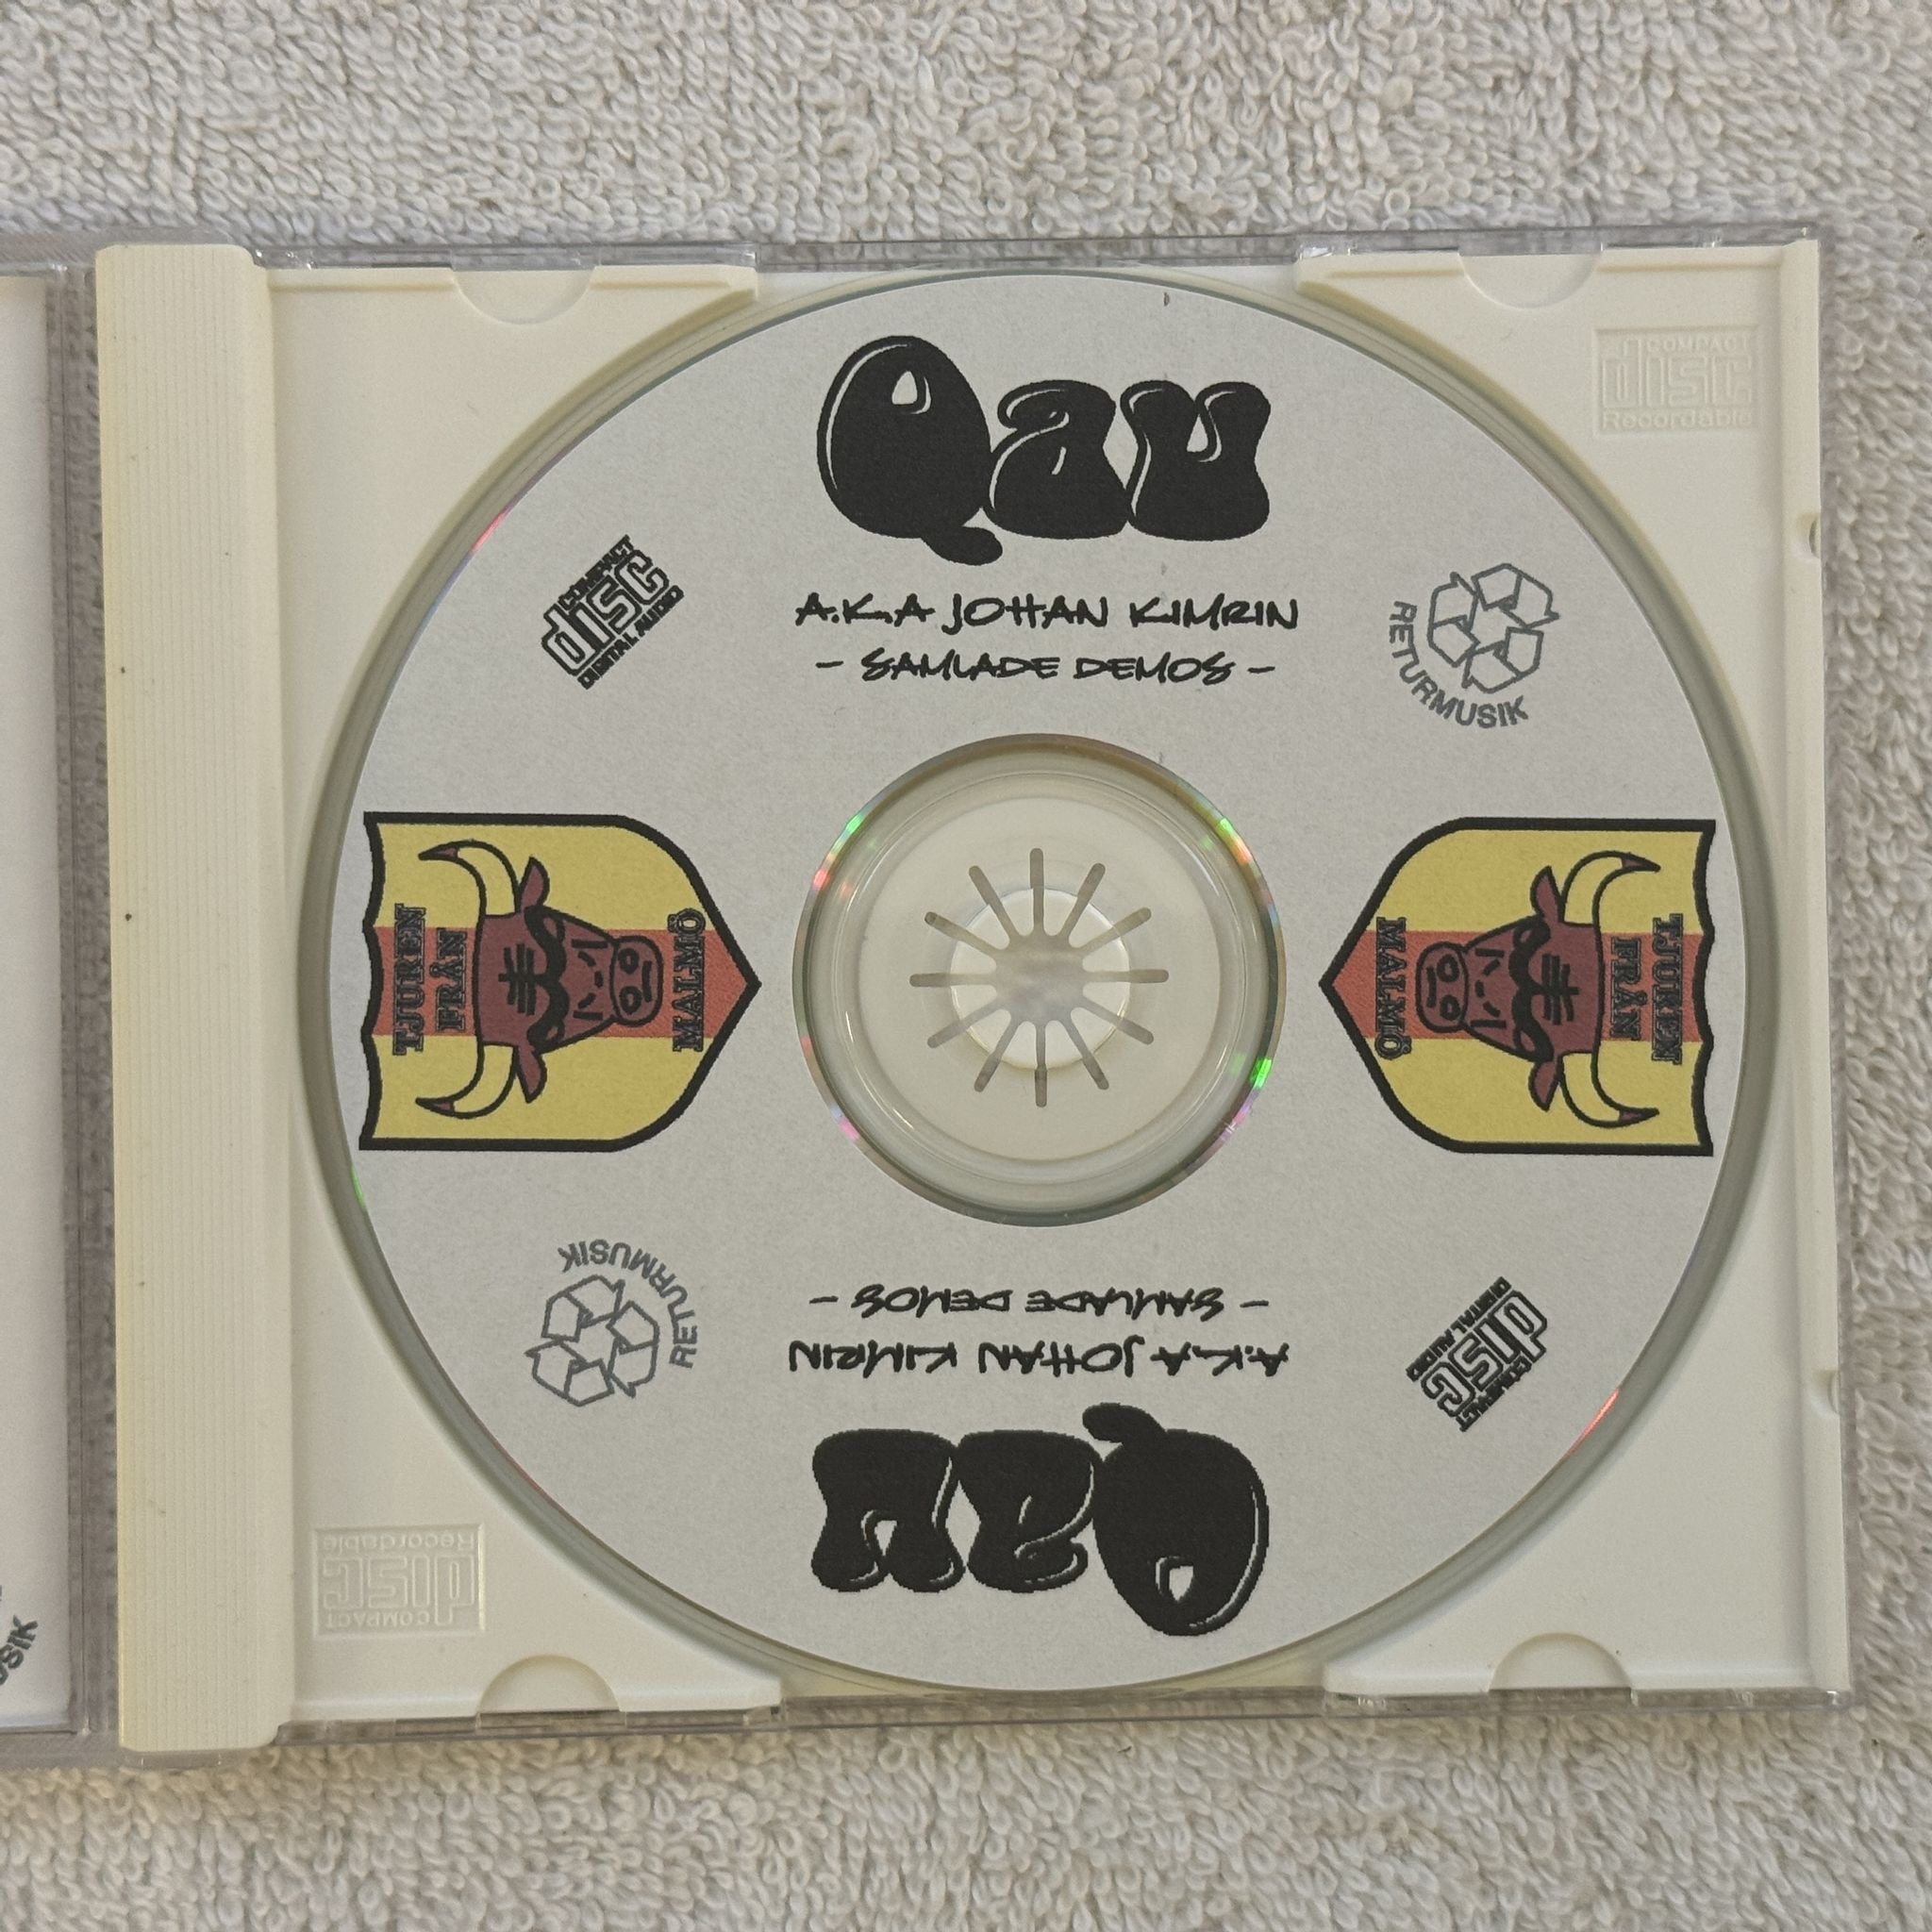 COMPACT
disc
Recordable
Qau
COMPACT
disc
DIGITAL AUDIO
A.K.A JOHAN KIMRIN
- SAMLADE DEMOS -
RETURMUSIK
TJUREN
FRÅN
MALMÖ
TJUREN
FRÅN
MALMÖ
RETURMUSIK
- SAMLADE DEMOS -
A.K.A JOHAN KIMRIN
Qau
COMPACT
disc
DIGITAL AUDIO
COMPACT
disc
Recordable